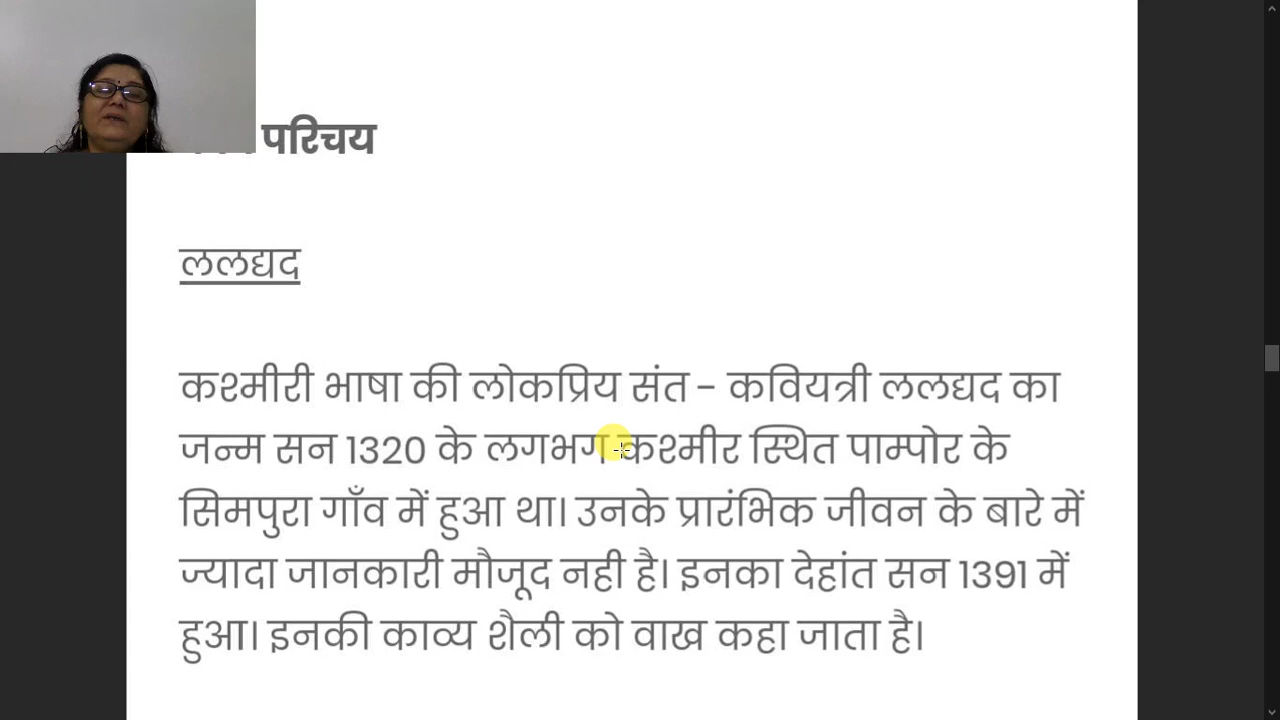 परिचय
ललद्यद
कश्मीरी भाषा की लोकप्रिय संत – कवियत्री ललद्यद का
जन्म सन 1320 के लगभग कश्मीर स्थित पाम्पोर के
सिमपुरा गाँव में हुआ था। उनके प्रारंभिक जीवन के बारे में
ज्यादा जानकारी मौजूद नही है। इनका देहांत सन 1391 में
हुआ। इनकी काव्य शैली को वाख कहा जाता है।